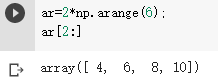 ar=2*np.arange(6);
ar[2:]
array([ 4,  6,  8, 10])